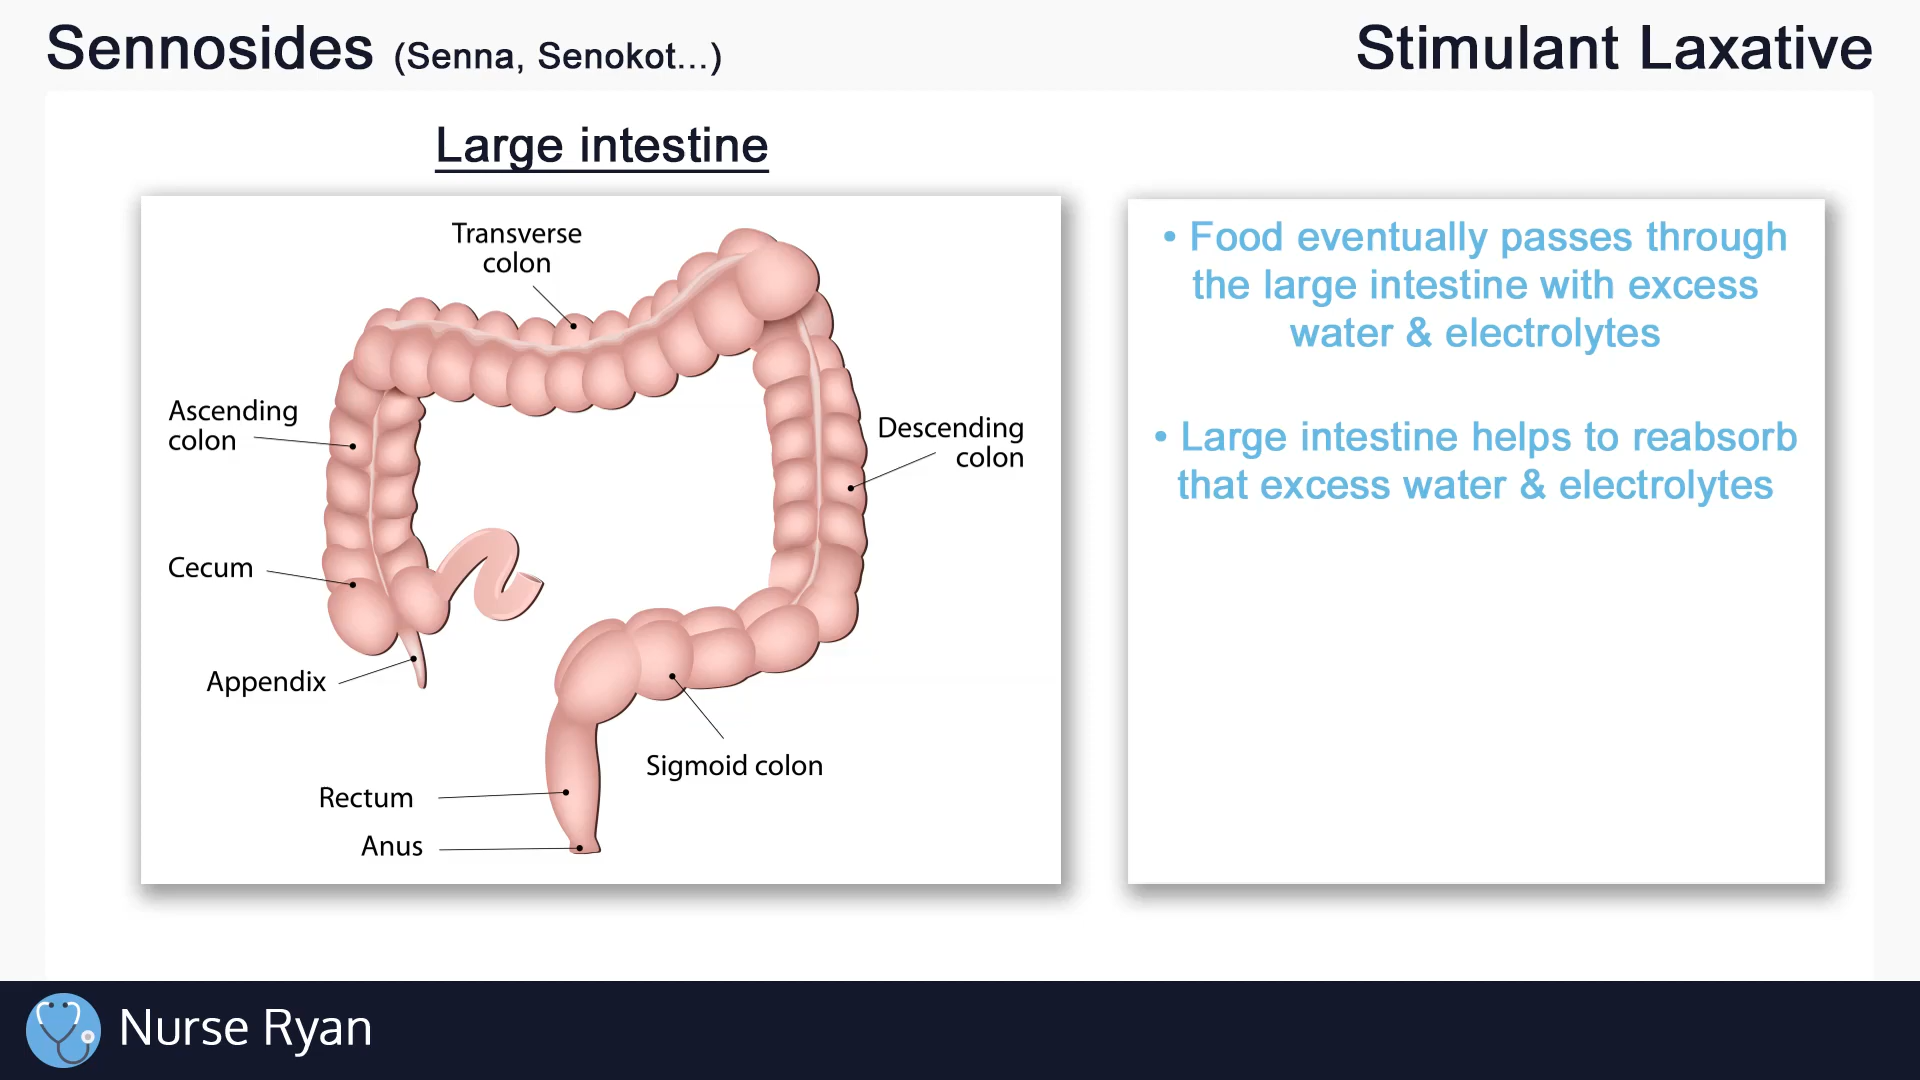 Sennosides (Senna, Senokot...)
Stimulant Laxative
Large intestine
Transverse
colon
Ascending
colon
Descending
colon
Cecum
Appendix
Sigmoid colon
Rectum
Anus
• Food eventually passes through
the large intestine with excess
water & electrolytes
• Large intestine helps to reabsorb
that excess water & electrolytes
Nurse Ryan